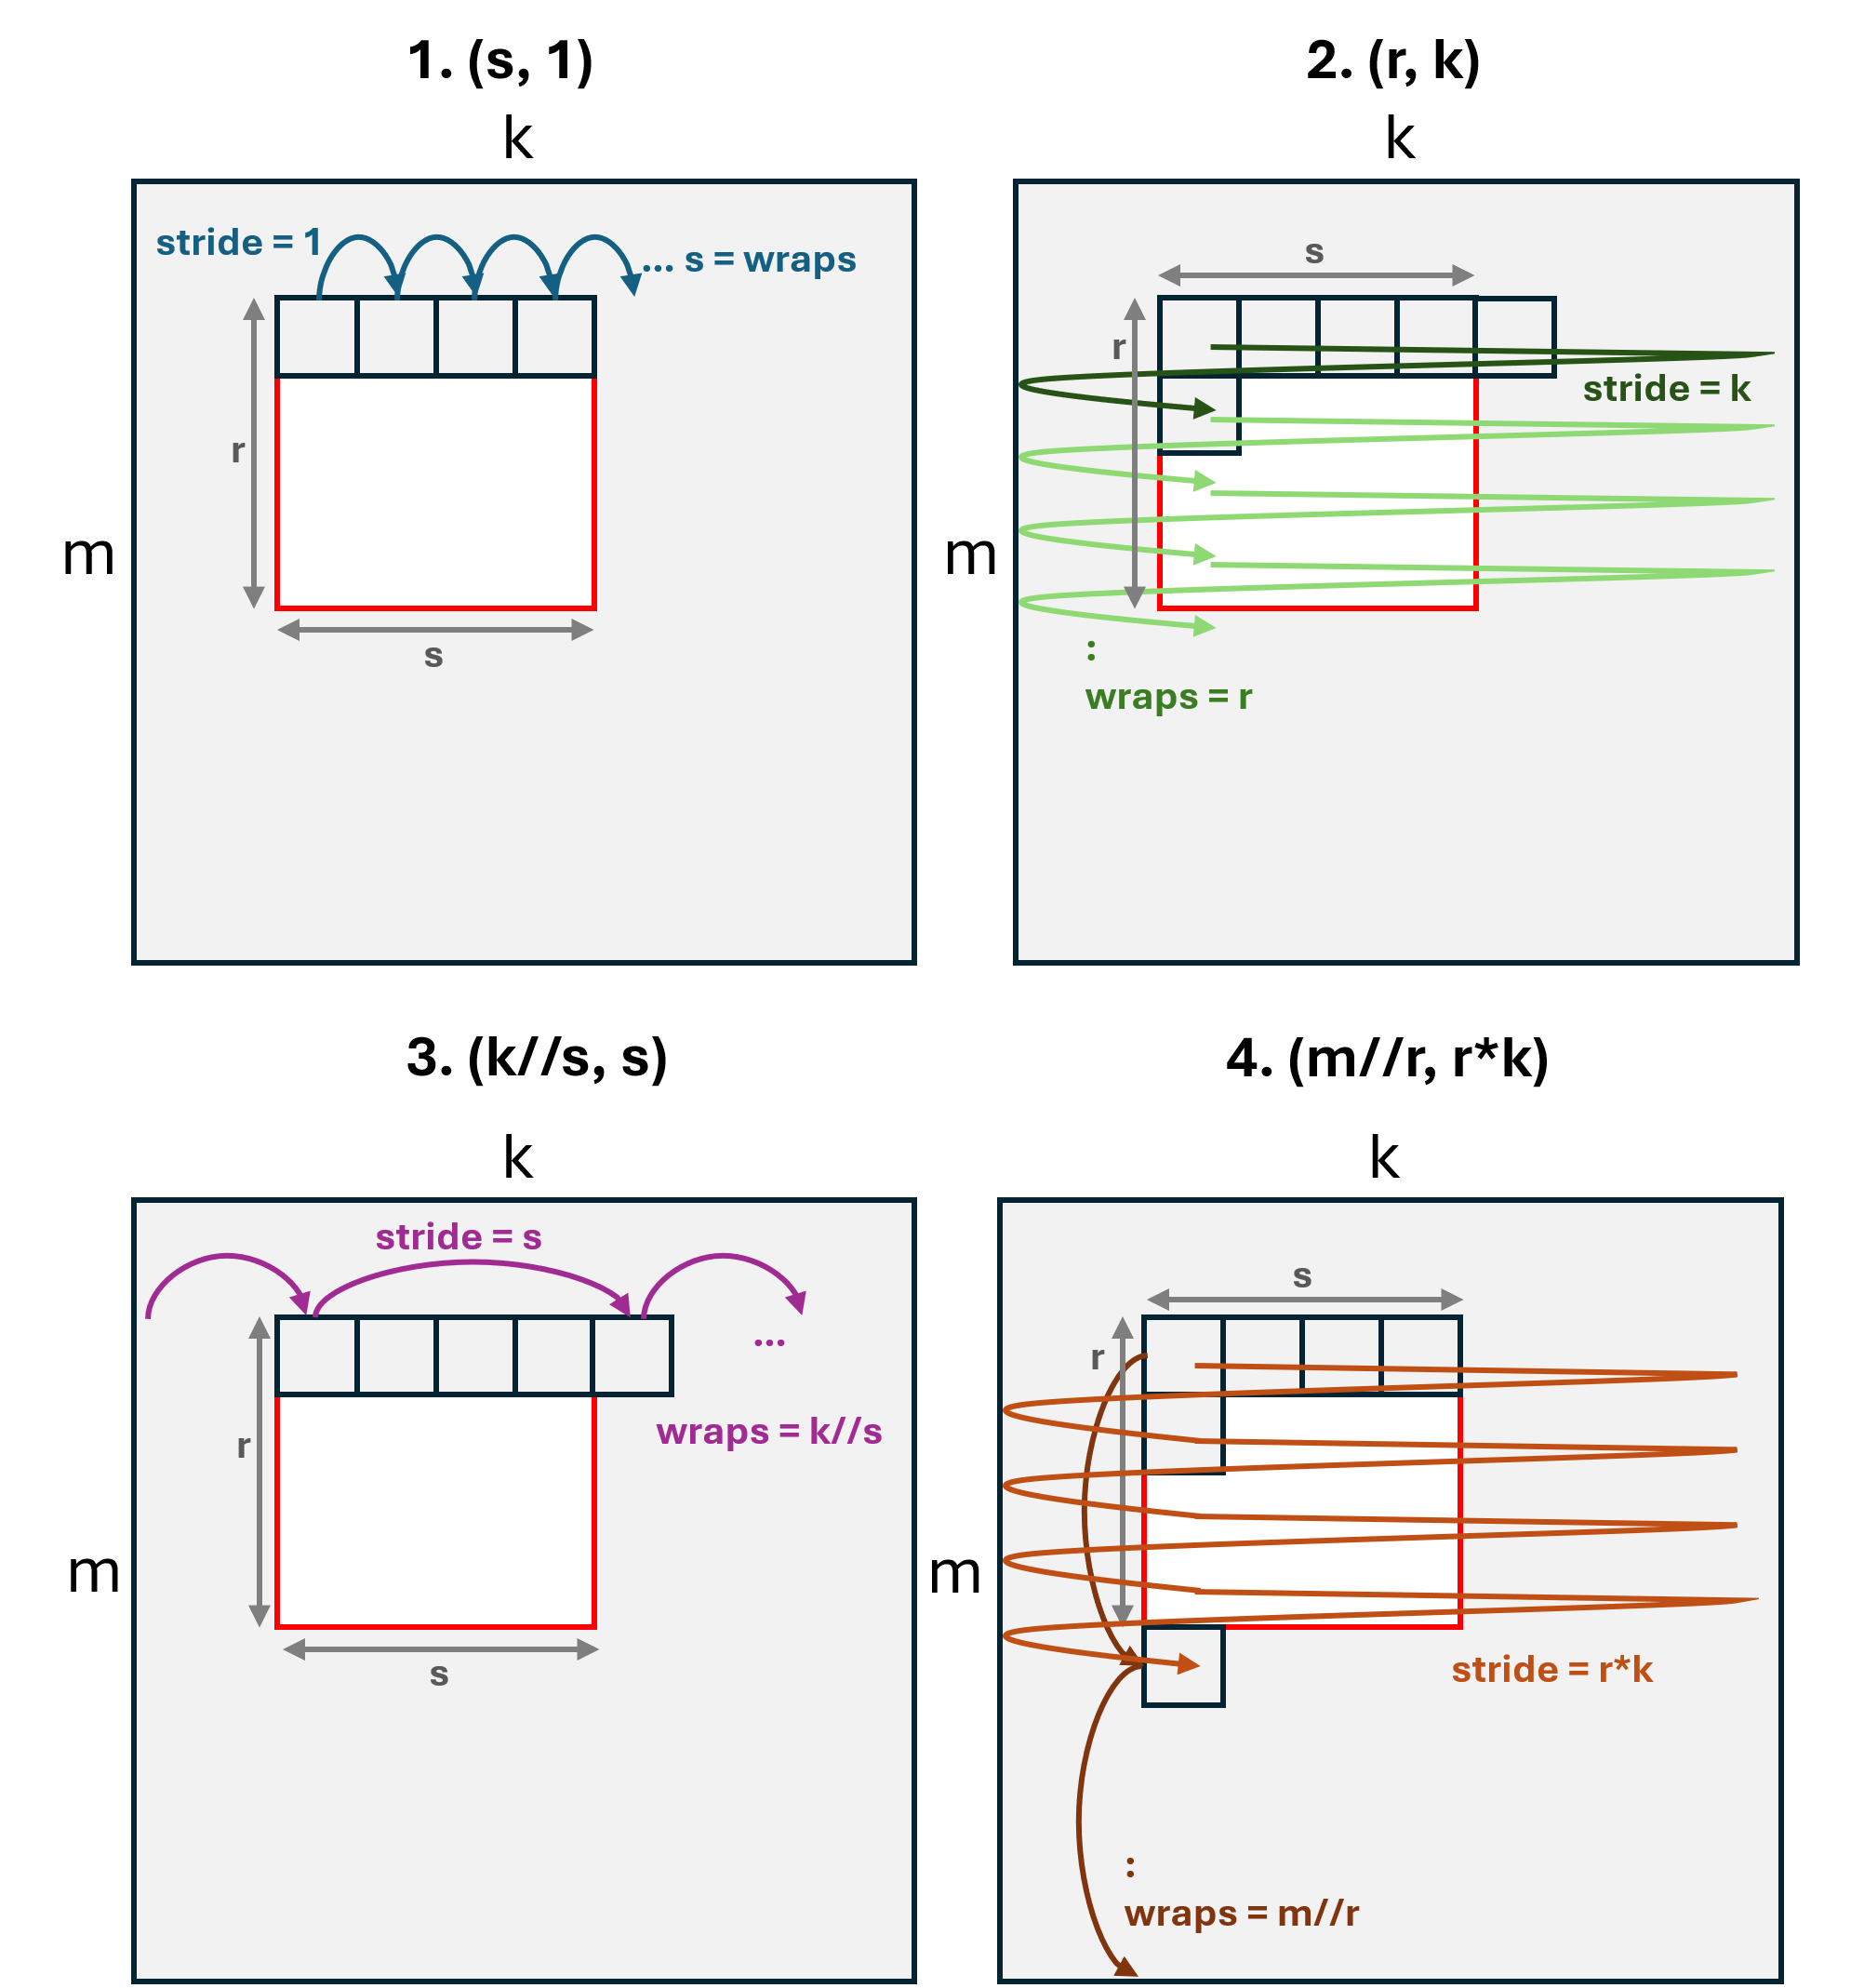 1. (s, 1)
k
stride = 1
... s = wraps
r
m
s
2. (r, k)
k
s
r
stride = k
m
:
wraps = r
3. (k//s, s)
k
stride = s
...
r
wraps = k//s
m
s
4. (m//r, r*k)
k
s
r
m
stride = r*k
:
wraps = m//r